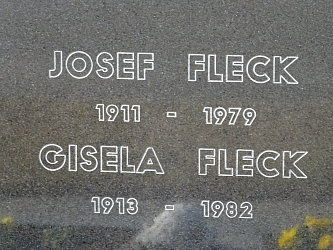 JOSEF FLECK
1911 - 1979
GISELA FLECK
1913 - 1982